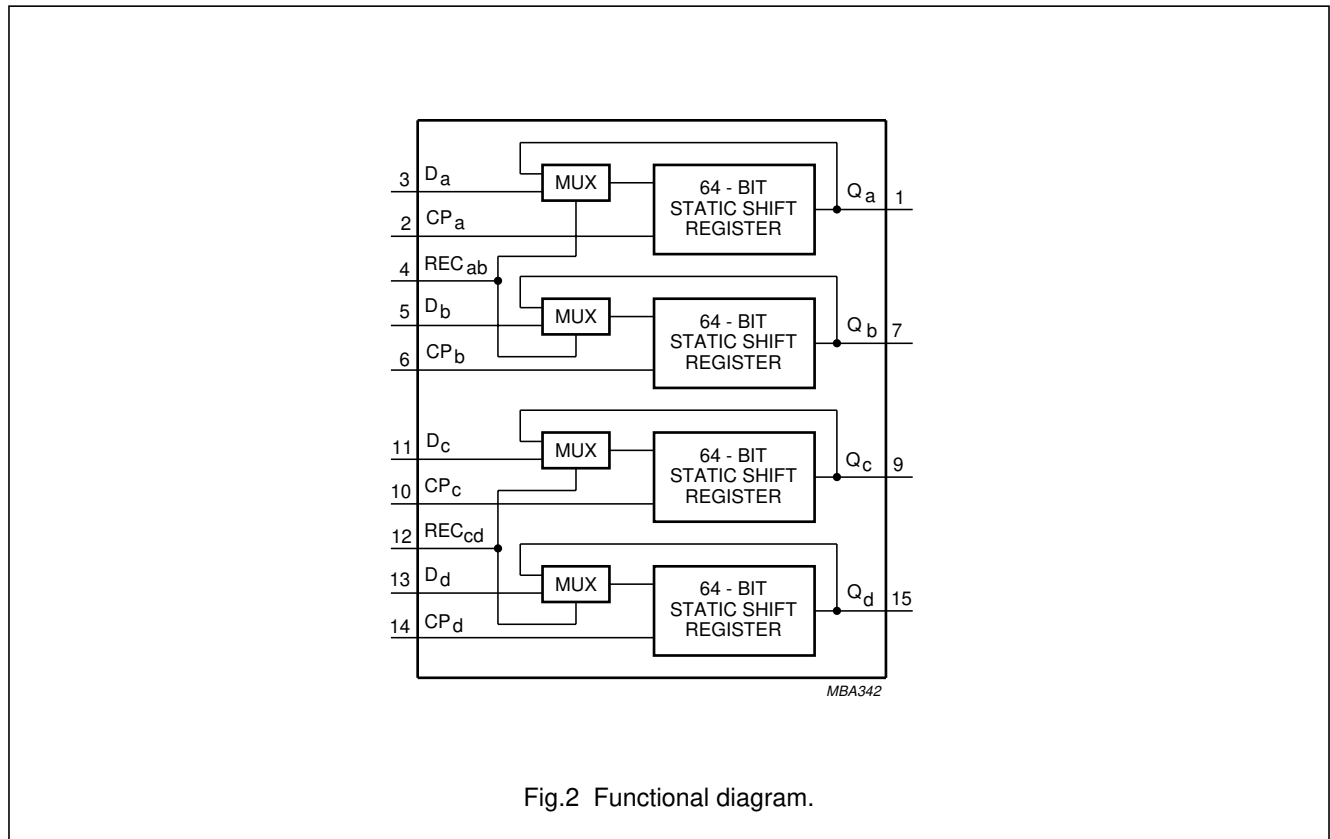 3 Da
MUX
64 - BIT
STATIC SHIFT
REGISTER
Qa 1
2 CPa
4 RECab
5 Db
MUX
64 - BIT
STATIC SHIFT
REGISTER
Qb 7
6 CPb
11 Dc
MUX
64 - BIT
STATIC SHIFT
REGISTER
Qc 9
10 CPc
12 RECcd
13 Dd
MUX
64 - BIT
STATIC SHIFT
REGISTER
Qd 15
14 CPd
MBA342
Fig.2 Functional diagram.